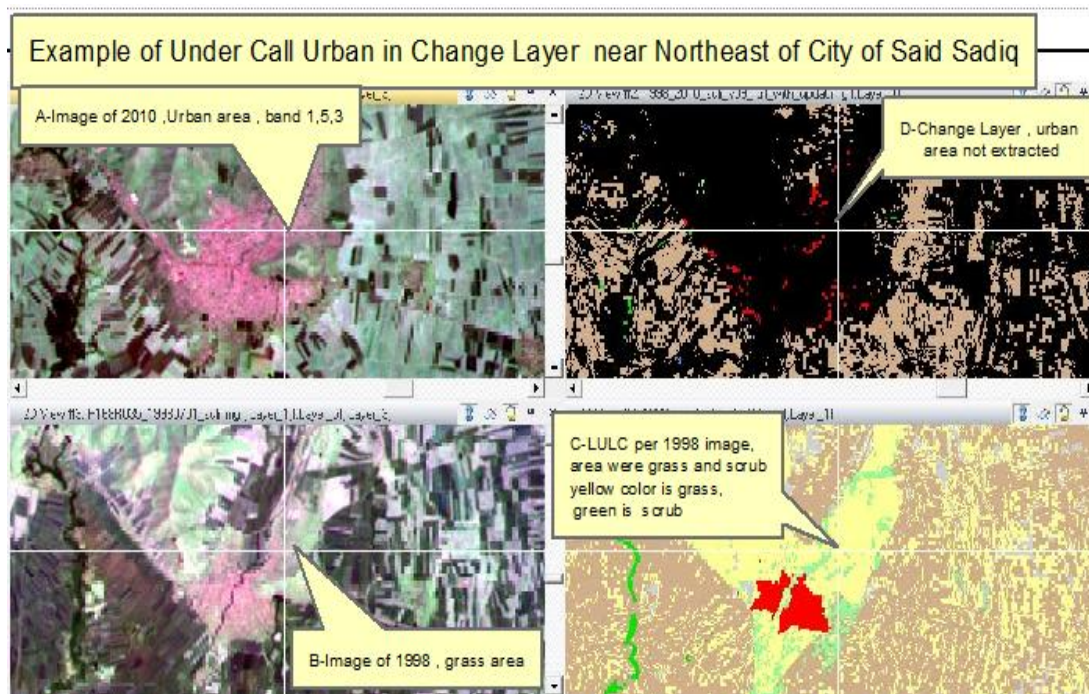 Example of Under Call Urban in Change Layer near Northeast of City of Said Sadiq
A-Image of 2010 ,Urban area , band 1,5,3
D-Change Layer , urban
area not extracted
C-LULC per 1998 image,
area were grass and scrub
yellow color is grass,
green is scrub
B-Image of 1998 , grass area